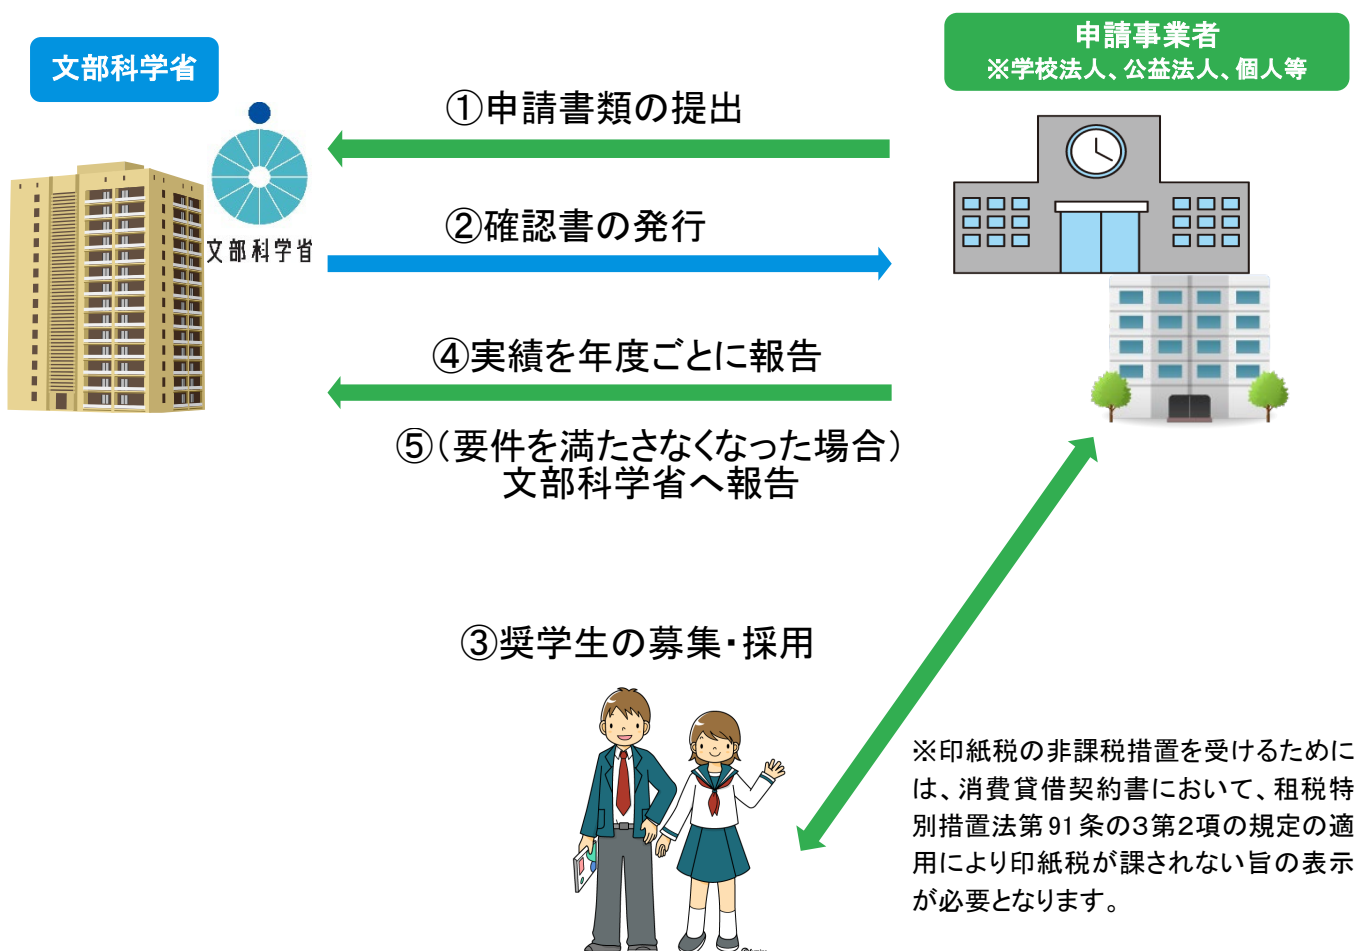 文部科学省
申請事業者
※学校法人、公益法人、個人等
①申請書類の提出
文部科学省
②確認書の発行
④実績を年度ごとに報告
⑤(要件を満たさなくなった場合)
文部科学省へ報告
③奨学生の募集・採用
※印紙税の非課税措置を受けるために
は、消費貸借契約書において、租税特
別措置法第91条の3第2項の規定の適
用により印紙税が課されない旨の表示
が必要となります。